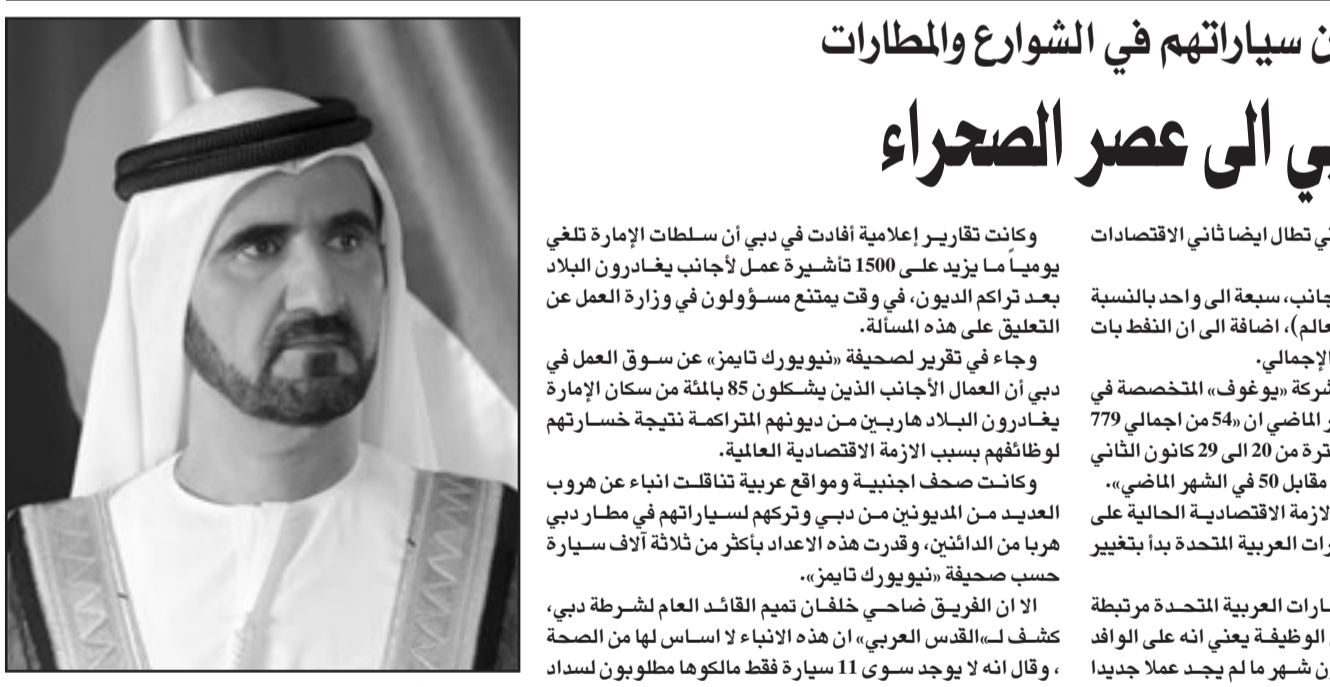 ن سياراتهم في الشوارع والمطارات
بي الى عصر الصحراء
ني تطال ايضا ثاني الاقتصادات
جانب، سبعة الى واحد بالنسبة
عالم)، اضافة الى ان النفط بات
الإجمالي.
شركة «يوغوف» المتخصصة في
ر الماضي ان «54 من اجمالي 779
ترة من 20 الى 29 كانون الثاني
مقابل 50 في الشهر الماضي».
لازمة الاقتصادية الحالية على
رات العربية المتحدة بدأ بتغيير
ـارات العربية المتحدة مرتبطة
الوظيفة يعني انه على الوافد
ون شهر ما لم يجد عملا جديدا
وكانت تقارير إعلامية أفادت في دبي أن سلطات الإمارة تلغي
يومياً ما يزيد على 1500 تأشيرة عمل لأجانب يغادرون البلاد
بعد تراكم الديون، في وقت يمتنع مسؤولون في وزارة العمل عن
التعليق على هذه المسألة.
وجاء في تقرير لصحيفة «نيويورك تايمز» عن سوق العمل في
دبي أن العمال الأجانب الذين يشكلون 85 بالمئة من سكان الإمارة
يغادرون البلاد هاربين من ديونهم المتراكمة نتيجة خسارتهم
لوظائفهم بسبب الازمة الاقتصادية العالمية.
وكانت صحف اجنبية ومواقع عربية تناقلت انباء عن هروب
العديد من المديونين من دبي وتركهم لسياراتهم في مطار دبي
هربا من الدائنين، وقدرت هذه الاعداد بأكثر من ثلاثة آلاف سيارة
حسب صحيفة «نيويورك تايمز».
الا ان الفريق ضاحي خلفان تميم القائد العام لشرطة دبي،
كشف لـ»القدس العربي» ان هذه الانباء لا اساس لها من الصحة
، وقال انه لا يوجد سوى 11 سيارة فقط مالكوها مطلوبون لسداد